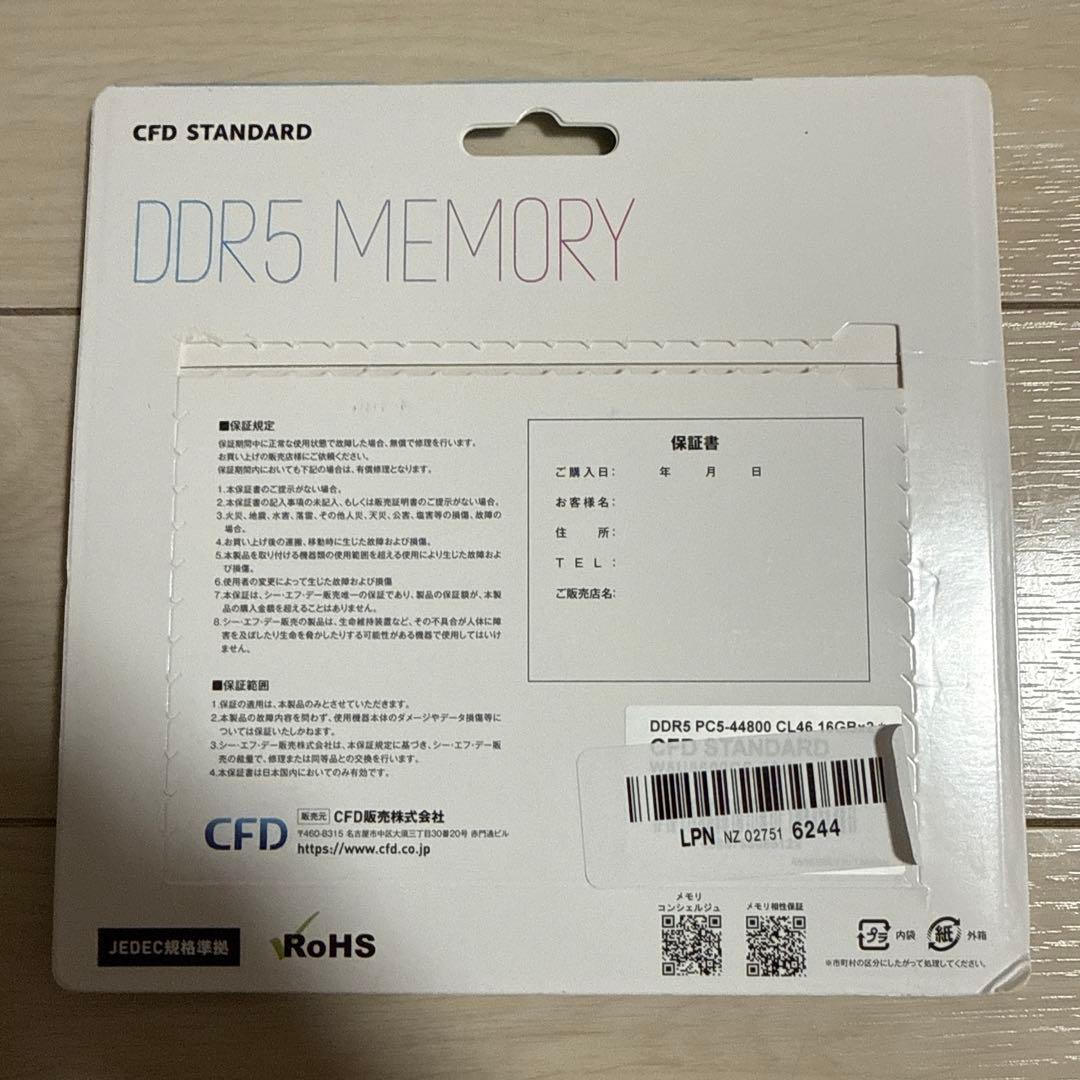 CFD STANDARD
DDR5 MEMORY
■保証規定
保証期間中に正常な使用状態で故障した場合、無償で修理を行います。
お買い上げの販売店様にご依頼ください。
保証期間内においても下記の場合は、有償修理となります。
1.本保証書のご提示がない場合。
2.本保証書の記入事項の未記入、もしくは販売証明書のご提示がない場合。
3.火災、地震、水害、落雷、その他人災、天災、公害、塩害等の損傷、故障の
場合。
4.お買い上げ後の運搬、移動時に生じた故障および損傷。
5.本製品を取り付ける機器類の使用範囲を超える使用により生じた故障およ
び損傷。
6.使用者の変更によって生じた故障および損傷
7.本保証は、シー・エフ・デー販売唯一の保証であり、製品の保証額が、本製
品の購入金額を超えることはありません。
8.シー・エフ・デー販売の製品は、生命維持装置など、その不具合が人体に障
害を及ぼしたり生命を脅かしたりする可能性がある機器で使用してはいけ
ません。
■保証範囲
1.保証の適用は、本製品のみとさせていただきます。
2.本製品の故障内容を問わず、使用機器本体のダメージやデータ損傷等に
ついては保証いたしかねます。
3.シー・エフ・デー販売株式会社は、本保証規定に基づき、シー・エフ・デー販
売の裁量で、修理または同等品との交換を行います。
4.本保証書は日本国内においてのみ有効です。
保証書
ご購入日: 年 月 日
お客様名:
住 所:
TEL:
ご販売店名:
DDR5 PC5-44800 CL46 16GB×2
CFD STANDARD
LPN NZ 02751 6244
CFD 販売元 CFD販売株式会社
〒460-8315 名古屋市中区大須三丁目30番20号 赤門通ビル
https://www.cfd.co.jp
JEDEC規格準拠
RoHS
メモリ
コンシェルジュ
メモリ相性保証
プラ 内袋 紙 外箱
※市町村の区分にしたがって処理してください。